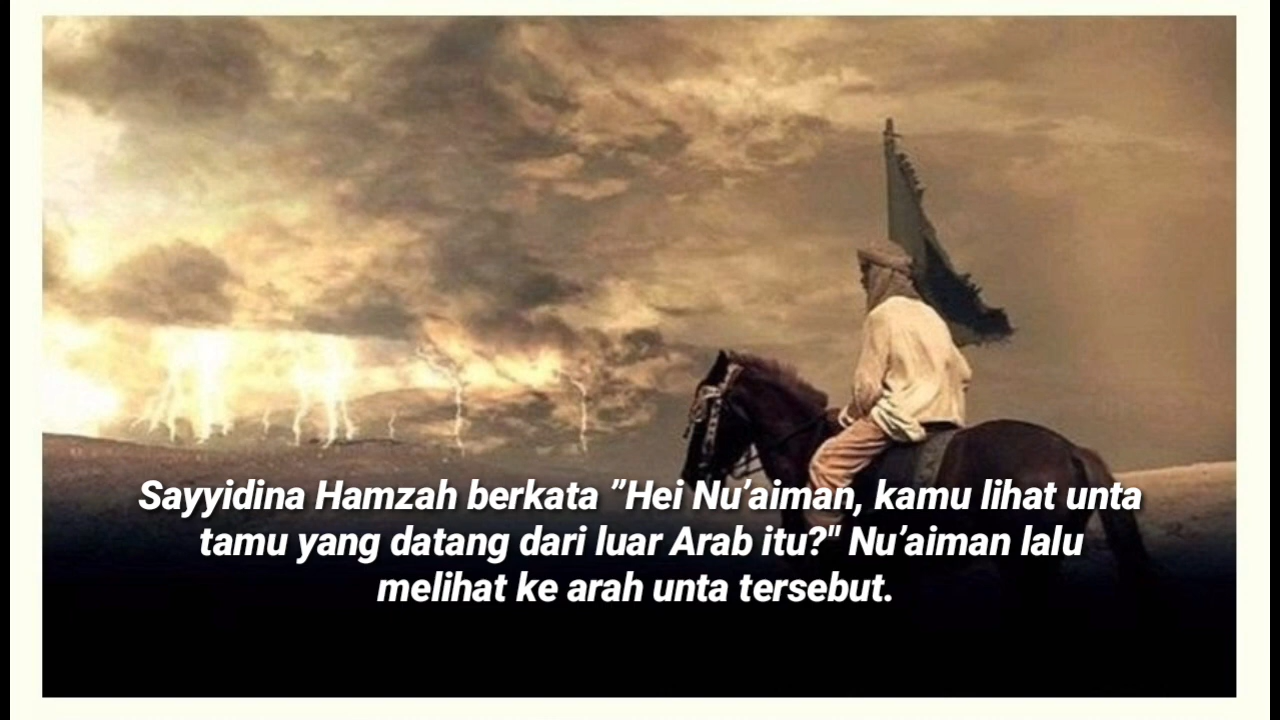 Sayyidina Hamzah berkata ”Hei Nu’aiman, kamu lihat unta
tamu yang datang dari luar Arab itu?" Nu’aiman lalu
melihat ke arah unta tersebut.